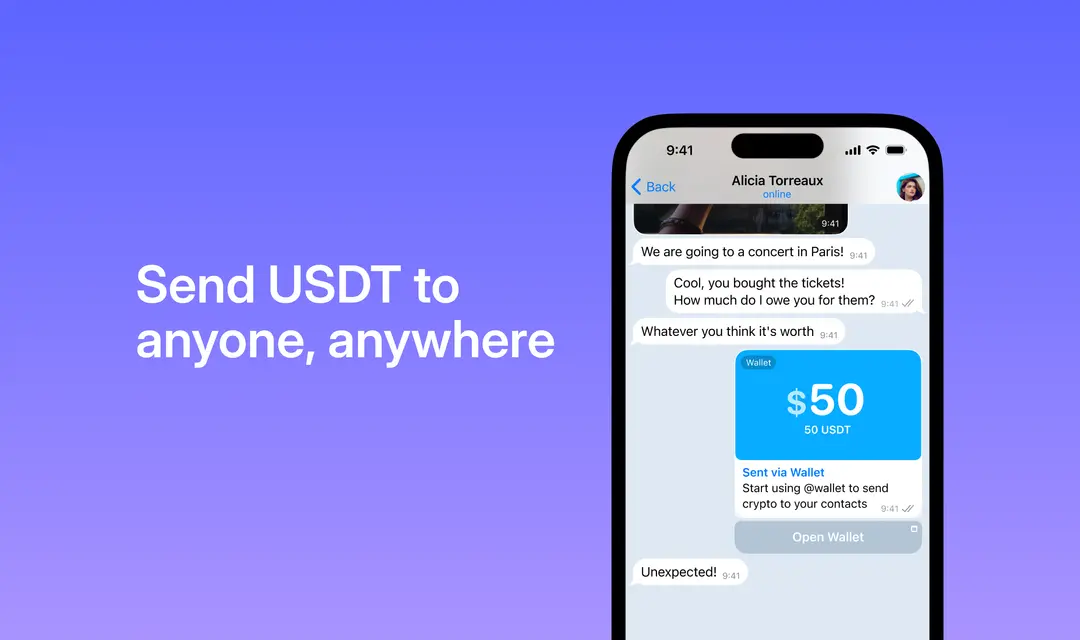 Send USDT to
anyone, anywhere
9:41
Back
Alicia Torreaux
online
9:41
We are going to a concert in Paris! 9:41
Cool, you bought the tickets!
How much do I owe you for them? 9:41
Whatever you think it's worth 9:41
Wallet
$50
50 USDT
Sent via Wallet
Start using @wallet to send
crypto to your contacts 9:41
Open Wallet
Unexpected! 9:41